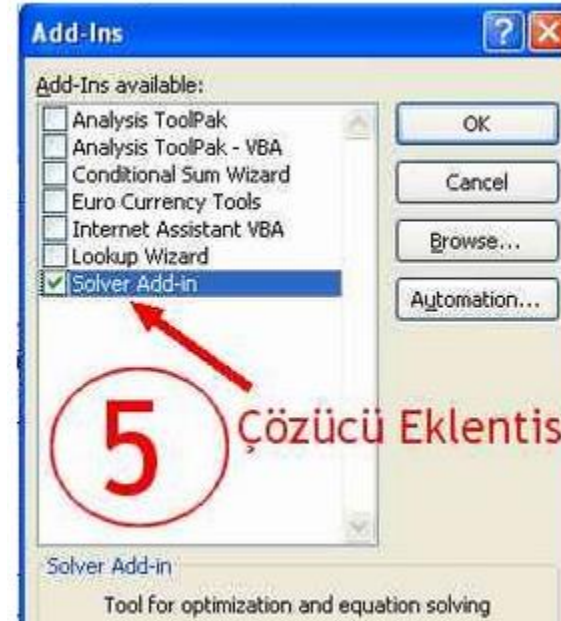 Add-Ins
Add-Ins available:
Analysis ToolPak
Analysis ToolPak - VBA
Conditional Sum Wizard
Euro Currency Tools
Internet Assistant VBA
Lookup Wizard
Solver Add-in
OK
Cancel
Browse...
Automation...
5
Çözücü Eklentis
Solver Add-in
Tool for optimization and equation solving